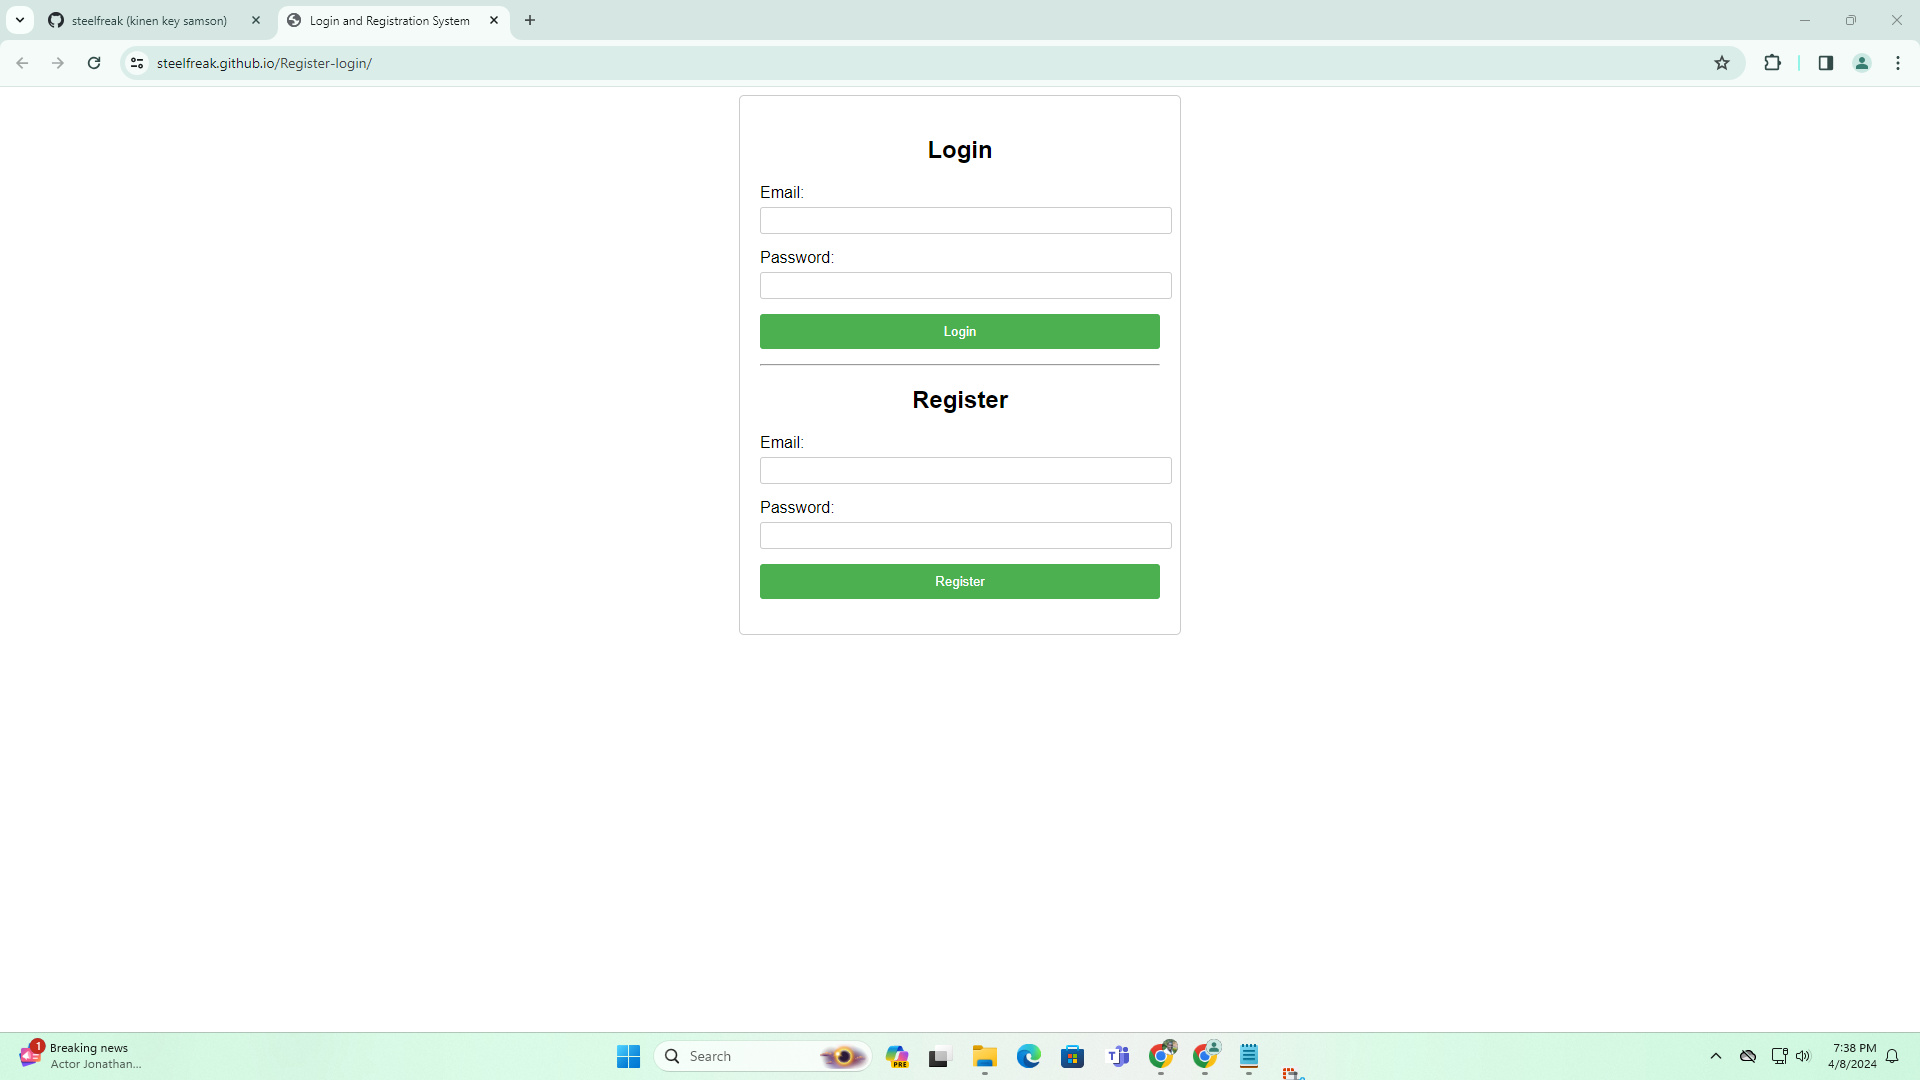 steelfreak (kinen key samson)
Login and Registration System
steelfreak.github.io/Register-login/
Login
Email:
Password:
Login
Register
Email:
Password:
Register
1
Breaking news
Actor Jonathan...
Search
PRE
7:38 PM
4/8/2024